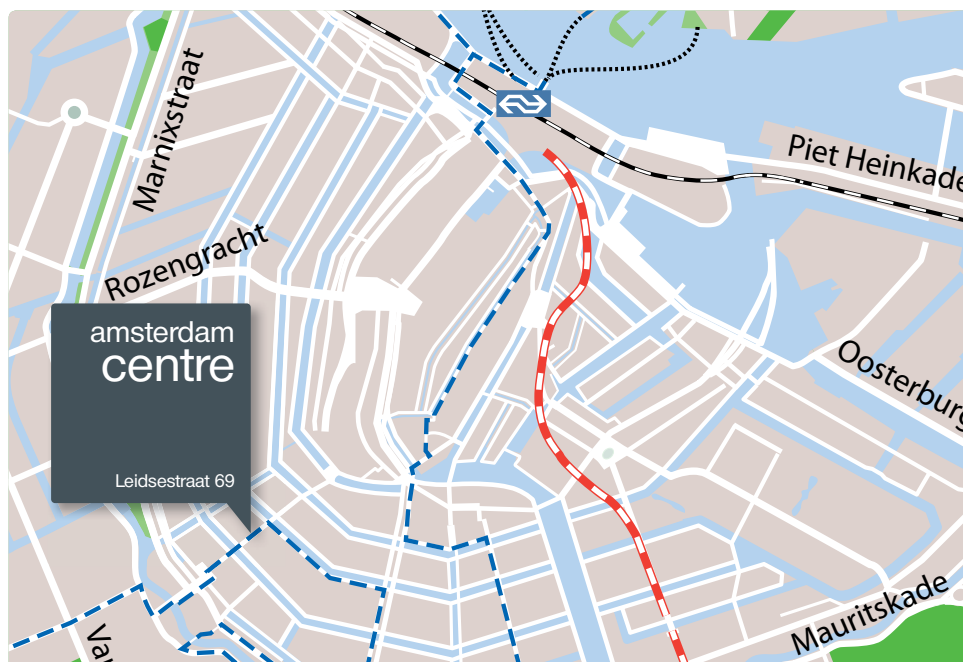 Marnixstraat
Piet Heinkade
Rozengracht
amsterdam
centre
Oosterburg
Leidsestraat 69
Mauritskade
Va